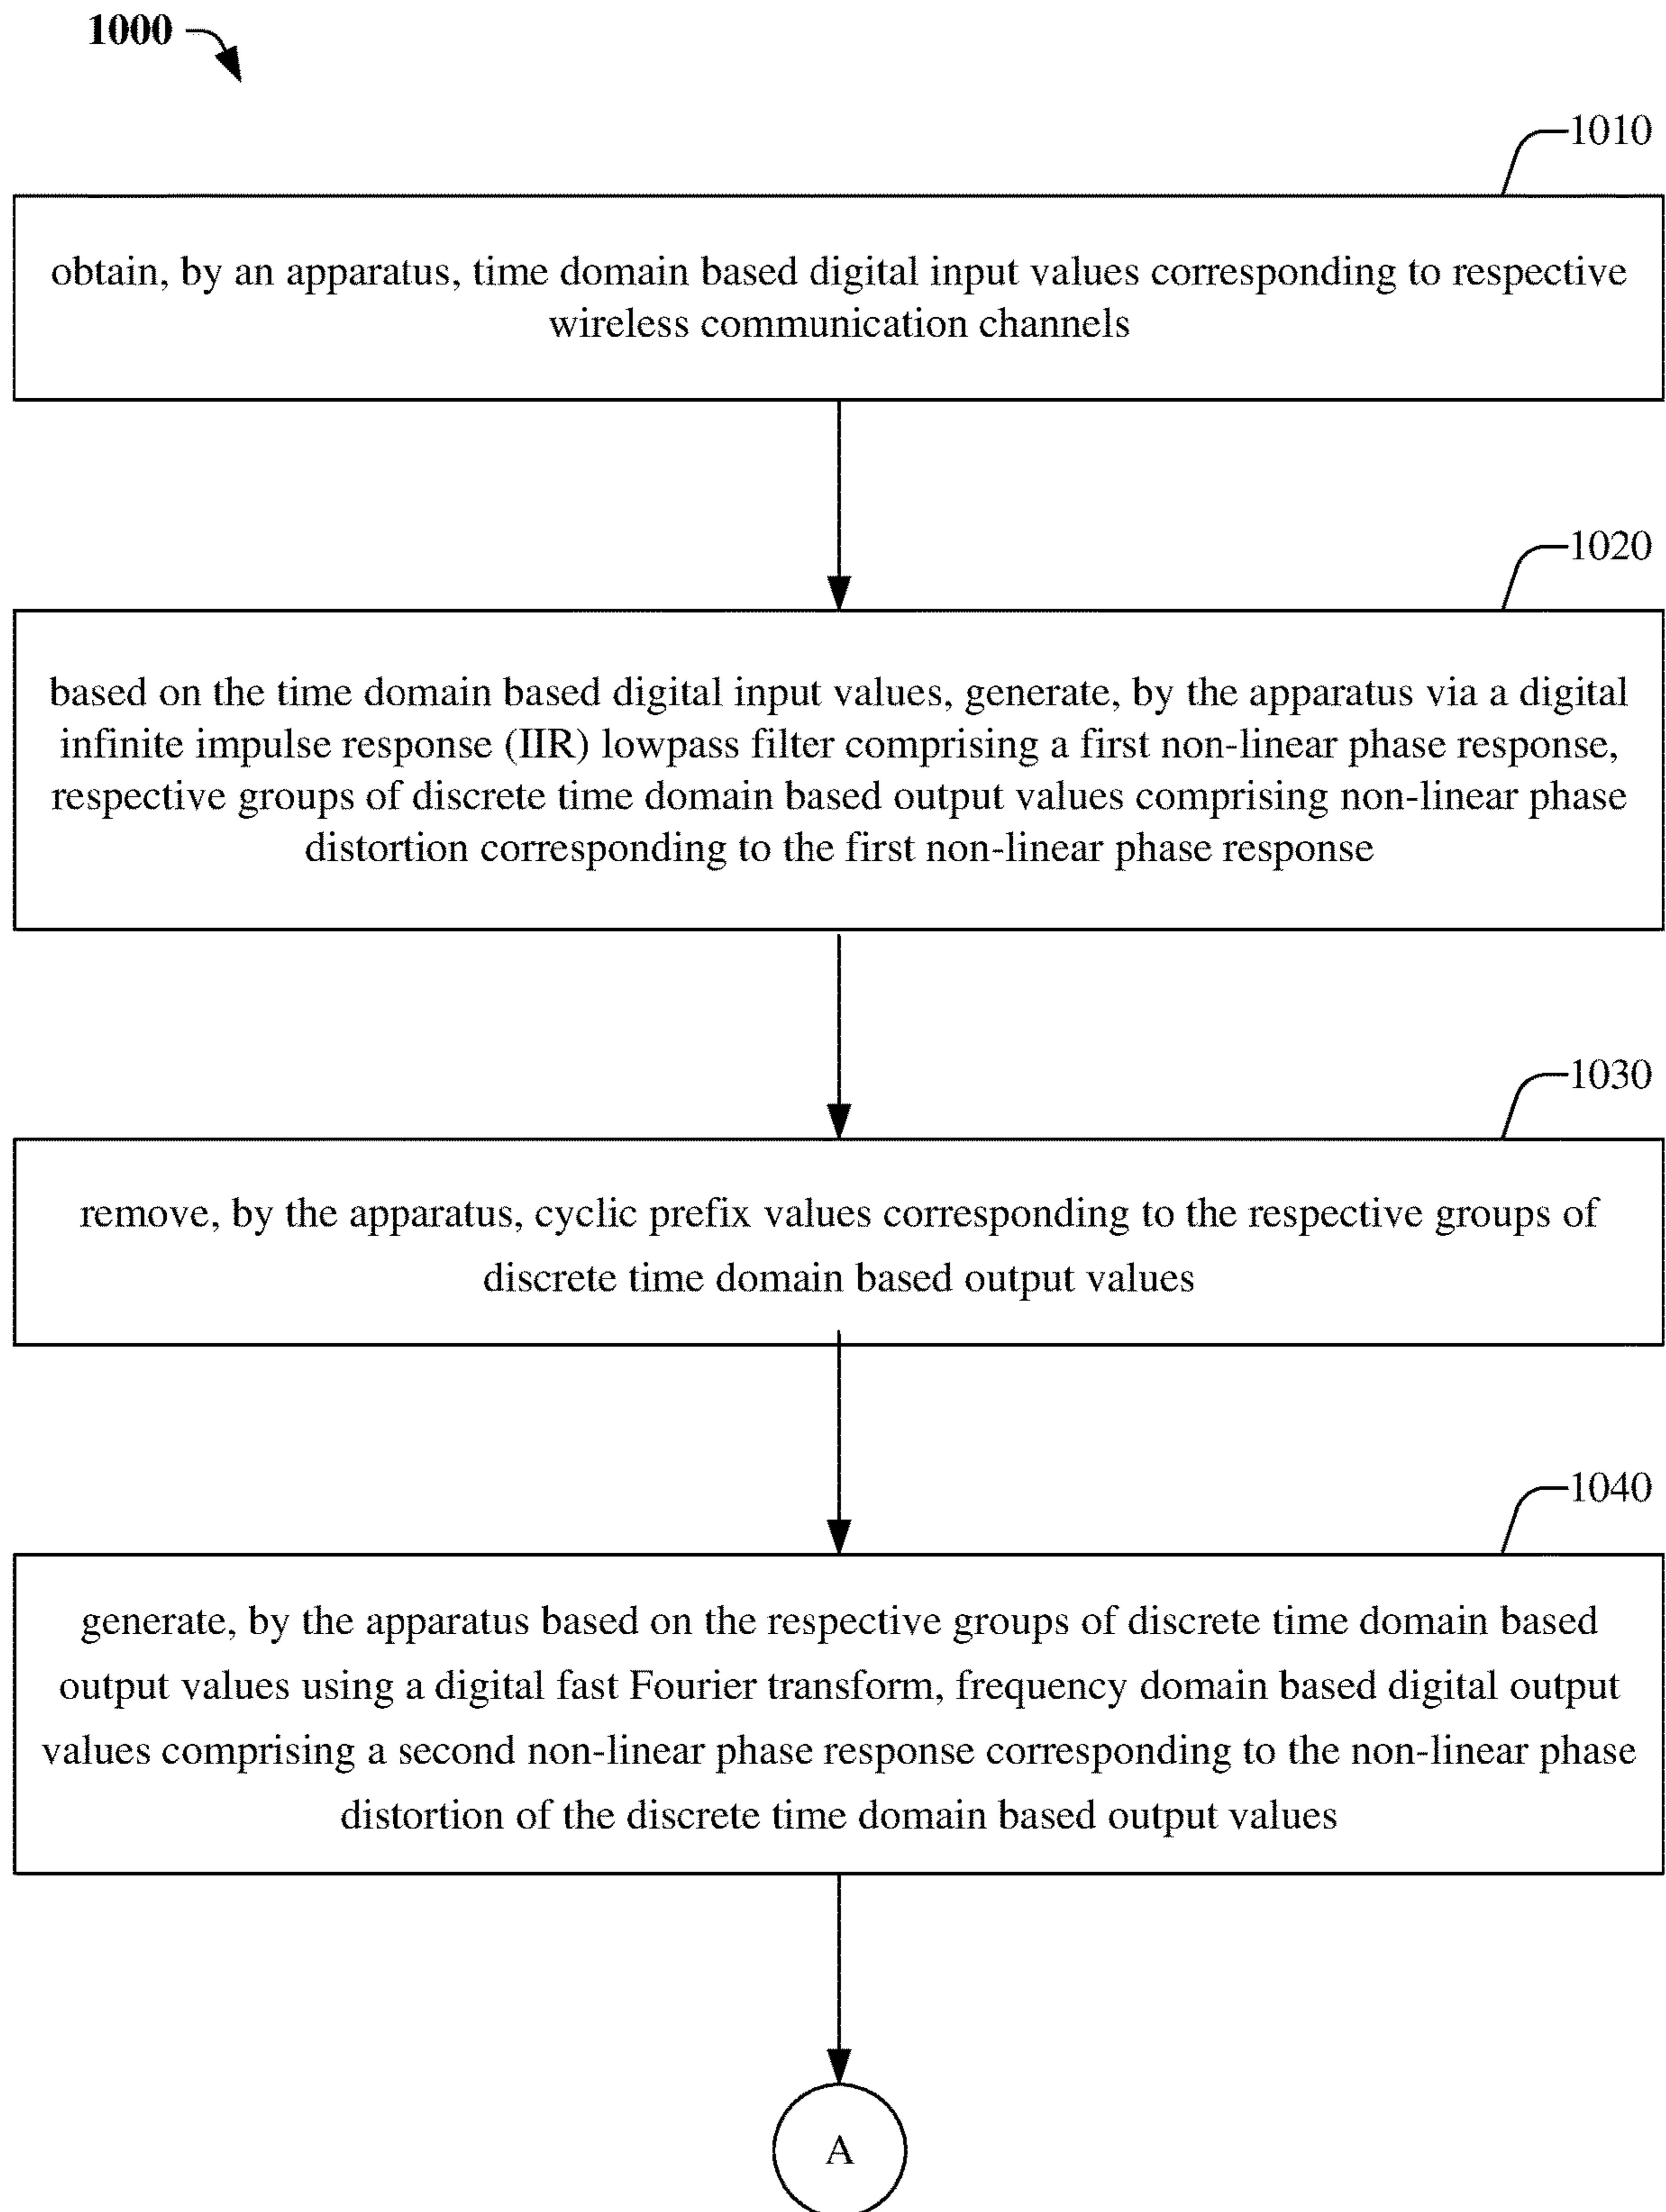 1000
1010
obtain, by an apparatus, time domain based digital input values corresponding to respective
wireless communication channels
1020
based on the time domain based digital input values, generate, by the apparatus via a digital
infinite impulse response (IIR) lowpass filter comprising a first non-linear phase response,
respective groups of discrete time domain based output values comprising non-linear phase
distortion corresponding to the first non-linear phase response
1030
remove, by the apparatus, cyclic prefix values corresponding to the respective groups of
discrete time domain based output values
1040
generate, by the apparatus based on the respective groups of discrete time domain based
output values using a digital fast Fourier transform, frequency domain based digital output
values comprising a second non-linear phase response corresponding to the non-linear phase
distortion of the discrete time domain based output values
A